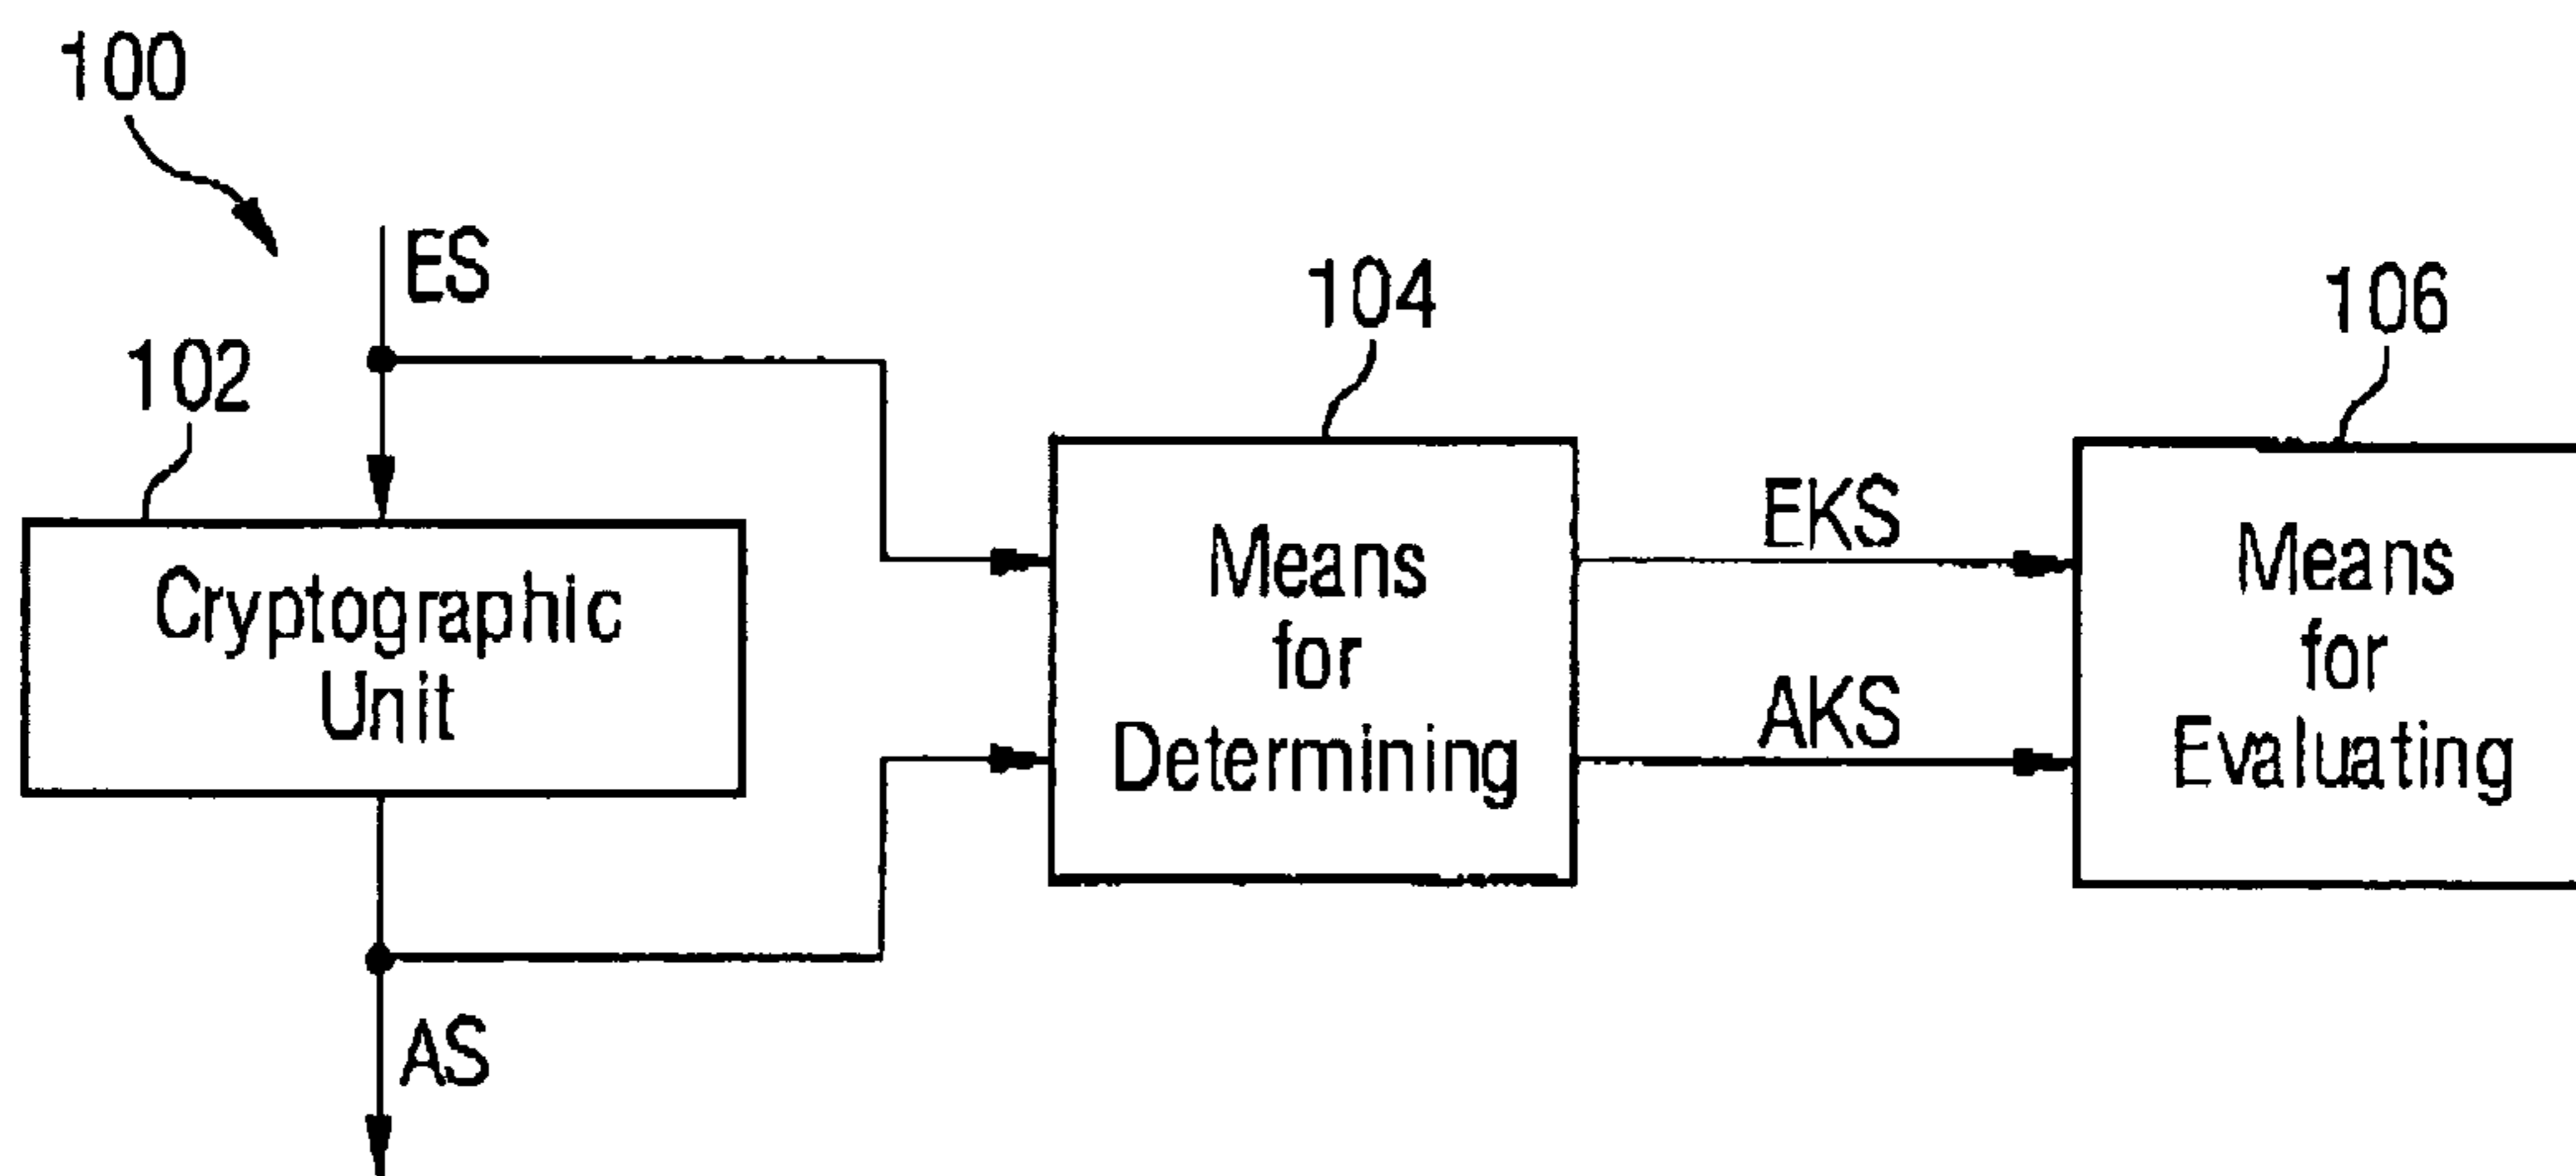 100
ES
102
104
106
Cryptographic
Unit
Means
for
Determining
EKS
AKS
Means
for
Evaluating
AS